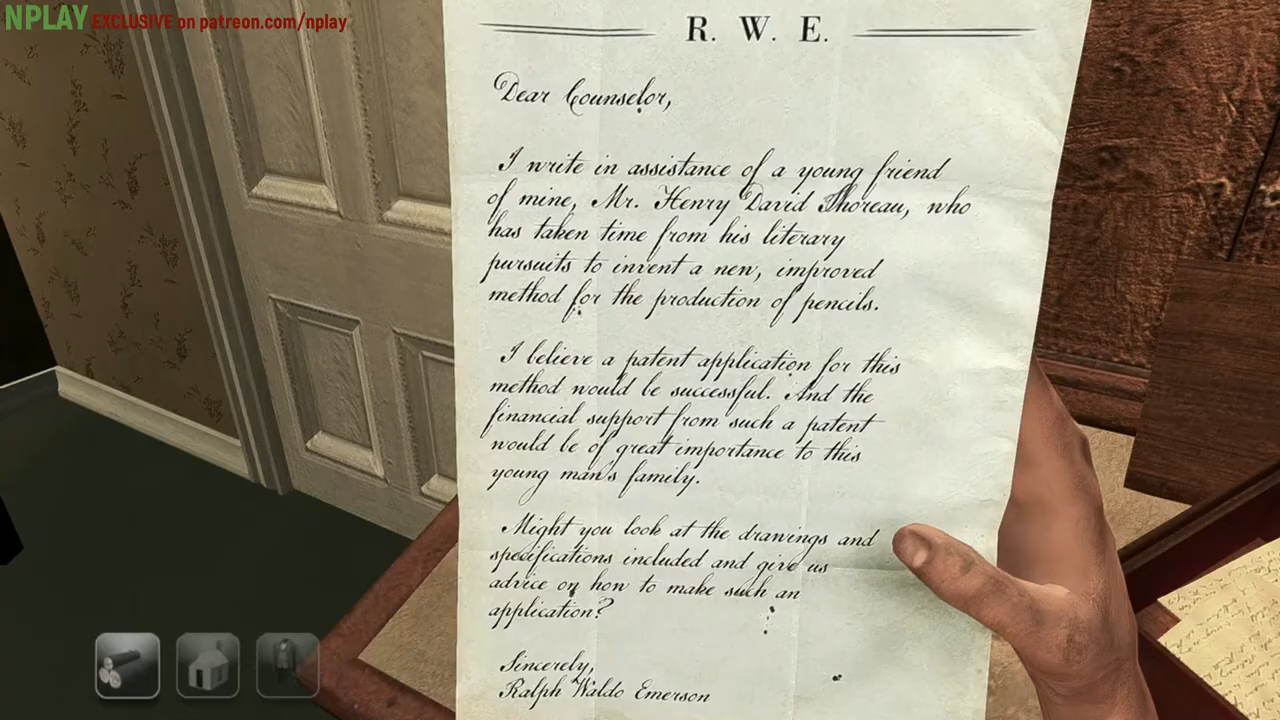 NPLAY EXCLUSIVE on patreon.com/nplay
R. W. E.
Dear Counselor,
I write in assistance of a young friend
of mine, Mr. Henry David Thoreau, who
has taken time from his literary
pursuits to invent a new, improved
method for the production of pencils.
I believe a patent application for this
method would be successful. And the
financial support from such a patent
would be of great importance to this
young man's family.
Might you look at the drawings and
specifications included and give us
advice on how to make such an
application?
Sincerely,
Ralph Waldo Emerson